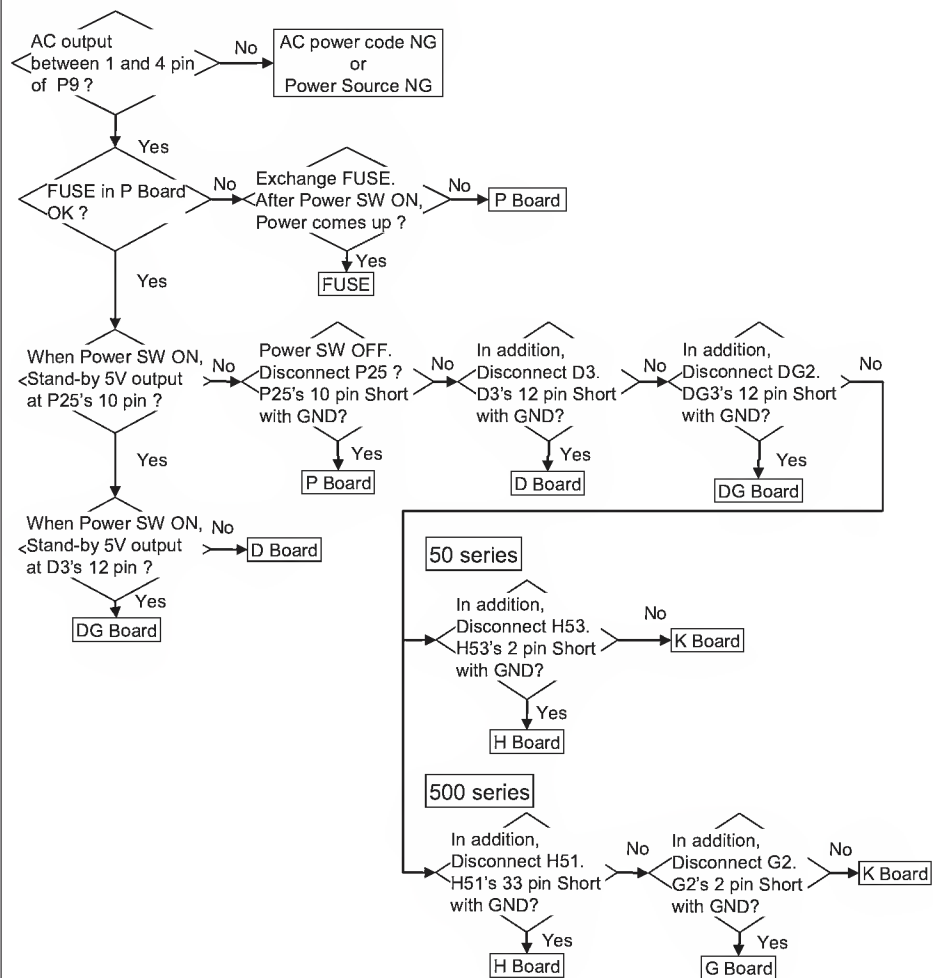 AC output
between 1 and 4 pin
of P9 ?
No
AC power code NG
or
Power Source NG
Yes
FUSE in P Board
OK ?
No
Exchange FUSE.
After Power SW ON,
Power comes up ?
No
P Board
Yes
FUSE
Yes
When Power SW ON,
Stand-by 5V output
at P25's 10 pin ?
No
Power SW OFF.
Disconnect P25 ?
P25's 10 pin Short
with GND?
No
In addition,
Disconnect D3.
D3's 12 pin Short
with GND?
No
In addition,
Disconnect DG2.
DG3's 12 pin Short
with GND?
No
Yes
P Board
Yes
D Board
Yes
DG Board
Yes
When Power SW ON,
Stand-by 5V output
at D3's 12 pin ?
No
D Board
Yes
DG Board
50 series
In addition,
Disconnect H53.
H53's 2 pin Short
with GND?
No
K Board
Yes
H Board
500 series
In addition,
Disconnect H51.
H51's 33 pin Short
with GND?
No
In addition,
Disconnect G2.
G2's 2 pin Short
with GND?
No
K Board
Yes
H Board
Yes
G Board